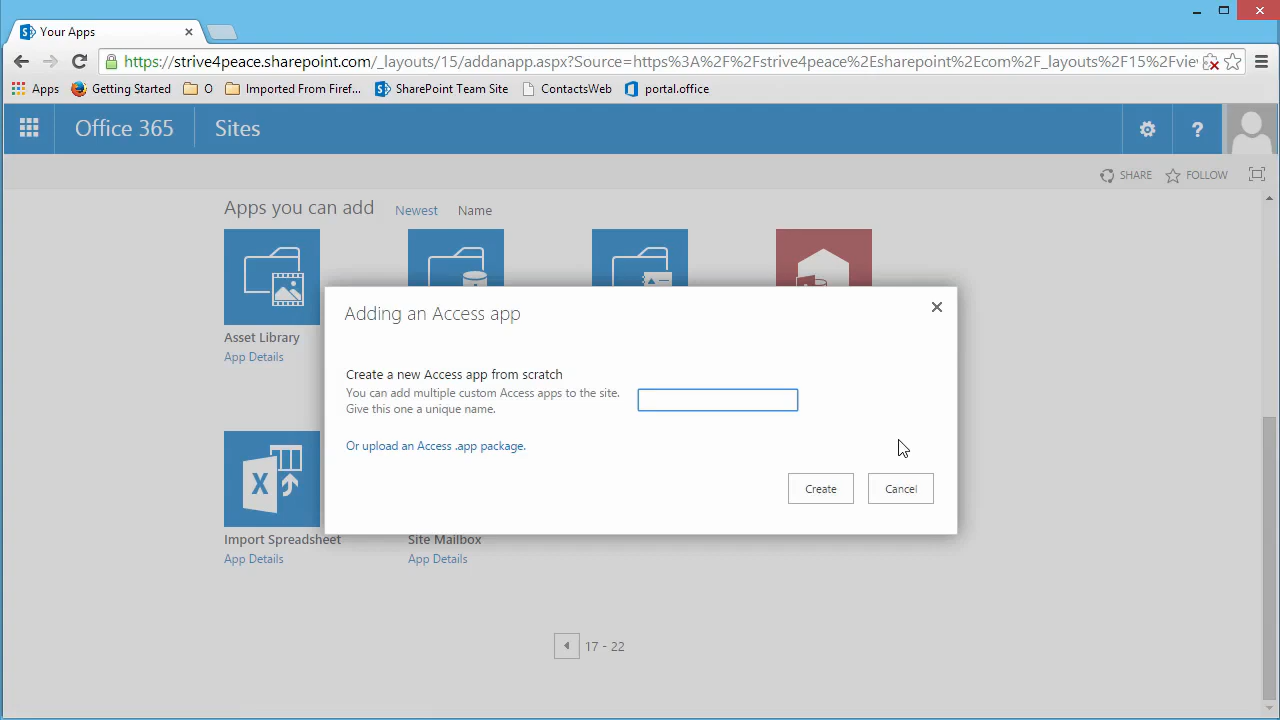 Your Apps
https://strive4peace.sharepoint.com/_layouts/15/addanapp.aspx?Source=https%3A%2F%2Fstrive4peace%2Esharepoint%2Ecom%2F_layouts%2F15%2Fvie
Apps Getting Started O Imported From Firef... SharePoint Team Site ContactsWeb portal.office
Office 365 Sites ?
SHARE FOLLOW
Apps you can add Newest Name
Adding an Access app
Asset Library
App Details
Create a new Access app from scratch
You can add multiple custom Access apps to the site.
Give this one a unique name.
Or upload an Access .app package.
Create Cancel
X
Import Spreadsheet Site Mailbox
App Details App Details
17 - 22